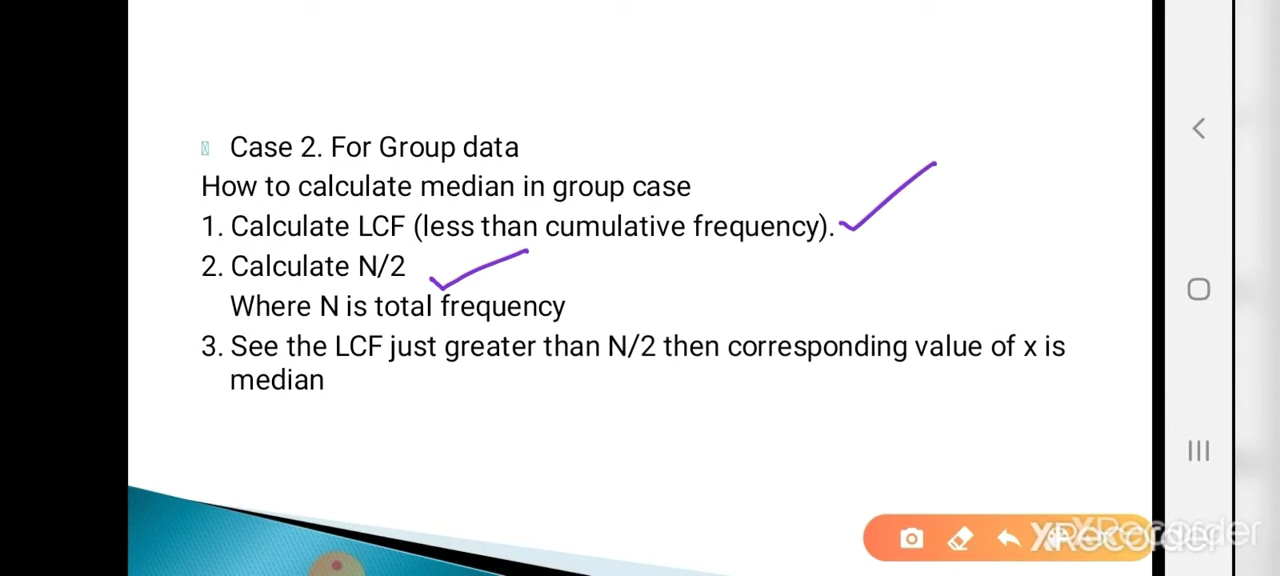 Case 2. For Group data
How to calculate median in group case
1. Calculate LCF (less than cumulative frequency).
2. Calculate N/2
Where N is total frequency
3. See the LCF just greater than N/2 then corresponding value of x is
median
XRecorder